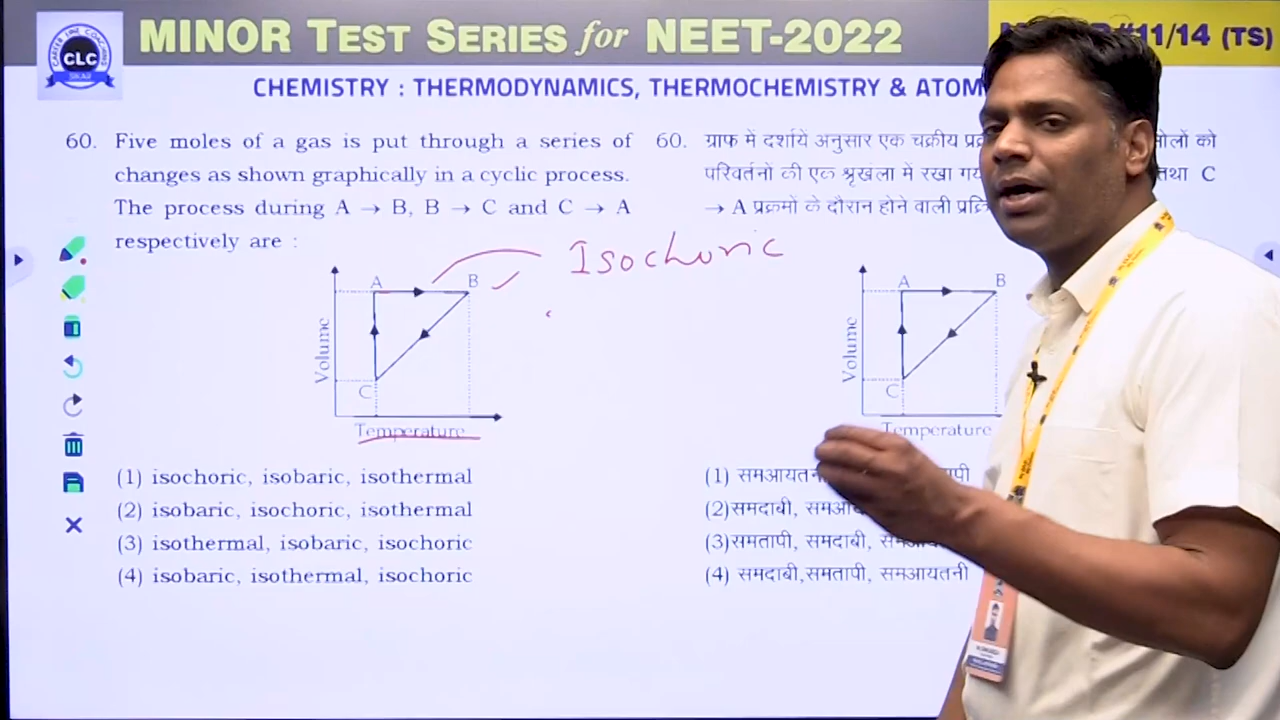 MINOR TEST SERIES for NEET-2022
#11/14 (TS)
CLC
SIKAR
CHEMISTRY : THERMODYNAMICS, THERMOCHEMISTRY & ATOM
60. Five moles of a gas is put through a series of
changes as shown graphically in a cyclic process.
The process during A → B, B → C and C → A
respectively are :
Isochoric
A B
Volume
C
Temperature
(1) isochoric, isobaric, isothermal
(2) isobaric, isochoric, isothermal
(3) isothermal, isobaric, isochoric
(4) isobaric, isothermal, isochoric
60. ग्राफ में दर्शाये अनुसार एक चक्रीय मोलों को
परिवर्तनों की एक श्रृखंला में रखा तथा C
→ A प्रक्रमों के दौरान होने वाली
A B
Volume
C
Temperature
(1)
(2) समदाबी,
(3) समतापी, समदाबी,
(4) समदाबी,समतापी, समआयतनी